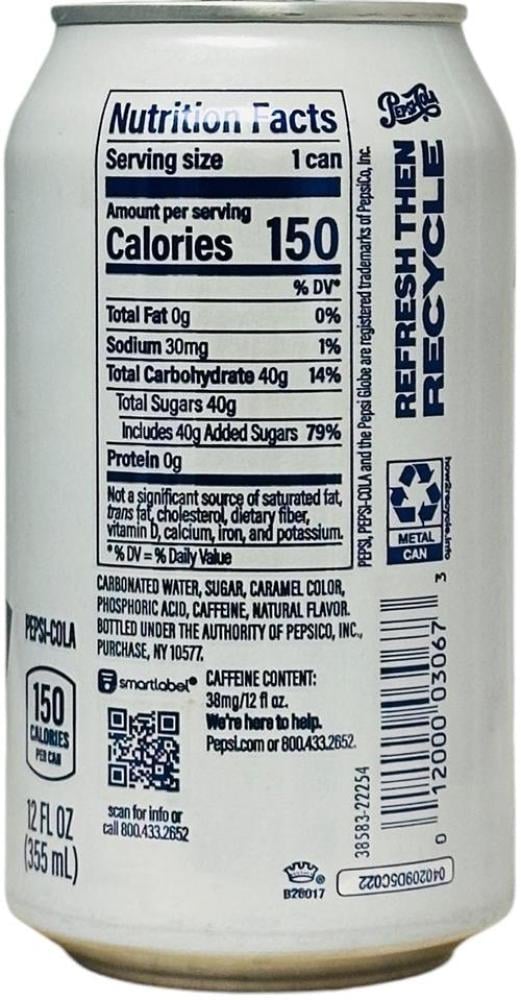 Nutrition Facts
Serving size 1 can
Amount per serving
Calories 150
% DV*
Total Fat 0g 0%
Sodium 30mg 1%
Total Carbohydrate 40g 14%
Total Sugars 40g
Includes 40g Added Sugars 79%
Protein 0g
Not a significant source of saturated fat,
trans fat, cholesterol, dietary fiber,
vitamin D, calcium, iron, and potassium.
*% DV = % Daily Value
CARBONATED WATER, SUGAR, CARAMEL COLOR,
PHOSPHORIC ACID, CAFFEINE, NATURAL FLAVOR.
BOTTLED UNDER THE AUTHORITY OF PEPSICO, INC.,
PURCHASE, NY 10577.
smartlabel®
scan for info or
call 800.433.2652
CAFFEINE CONTENT:
38mg/12 fl oz.
We're here to help.
Pepsi.com or 800.433.2652.
PEPSI-COLA
150
CALORIES
PER CAN
12 FL OZ
(355 mL)
PEPSI, PEPSI-COLA and the Pepsi Globe are registered trademarks of PepsiCo, Inc.
Pepsi-Cola
REFRESH THEN
RECYCLE
METAL
CAN
how2recycle.info
0 12000 03067 3
38583-22254
®
B26017
040209D5C022